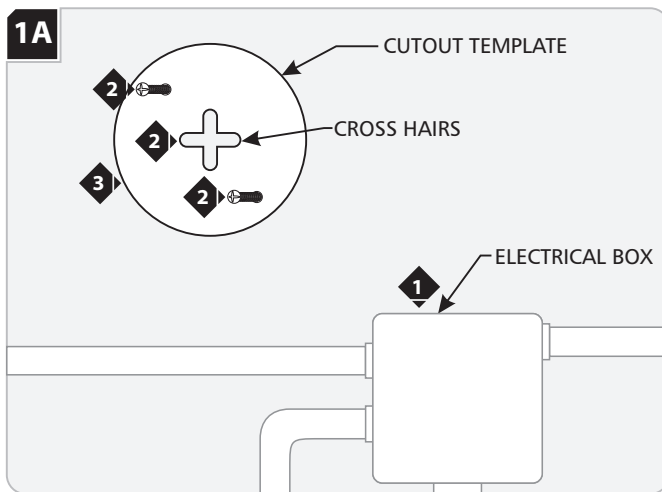 1A
CUTOUT TEMPLATE
2
CROSS HAIRS
2
3
2
ELECTRICAL BOX
1